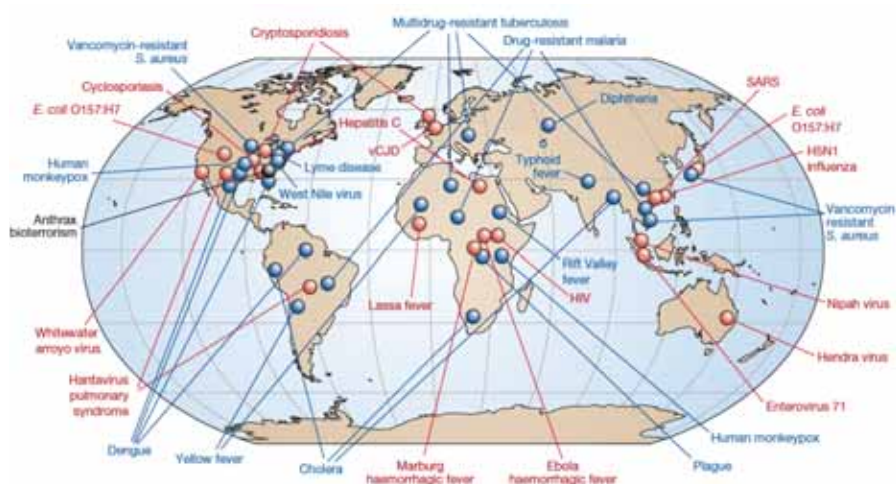 Cryptosporidiosis
Multidrug-resistant tuberculosis
Vancomycin-resistant
S. aureus
Drug-resistant malaria
SARS
Cyclosporiasis
E. coli O157:H7
Hepatitis C
vCJD
Diphtheria
E. coli
O157:H7
Human
monkeypox
Lyme disease
Typhoid
fever
H5N1
influenza
West Nile virus
Anthrax
bioterrorism
Vancomycin
resistant
S. aureus
Rift Valley
fever
Lassa fever
HIV
Nipah virus
Whitewater
arroyo virus
Hendra virus
Hantavirus
pulmonary
syndrome
Enterovirus 71
Dengue
Yellow fever
Cholera
Marburg
haemorrhagic fever
Ebola
haemorrhagic fever
Human monkeypox
Plague